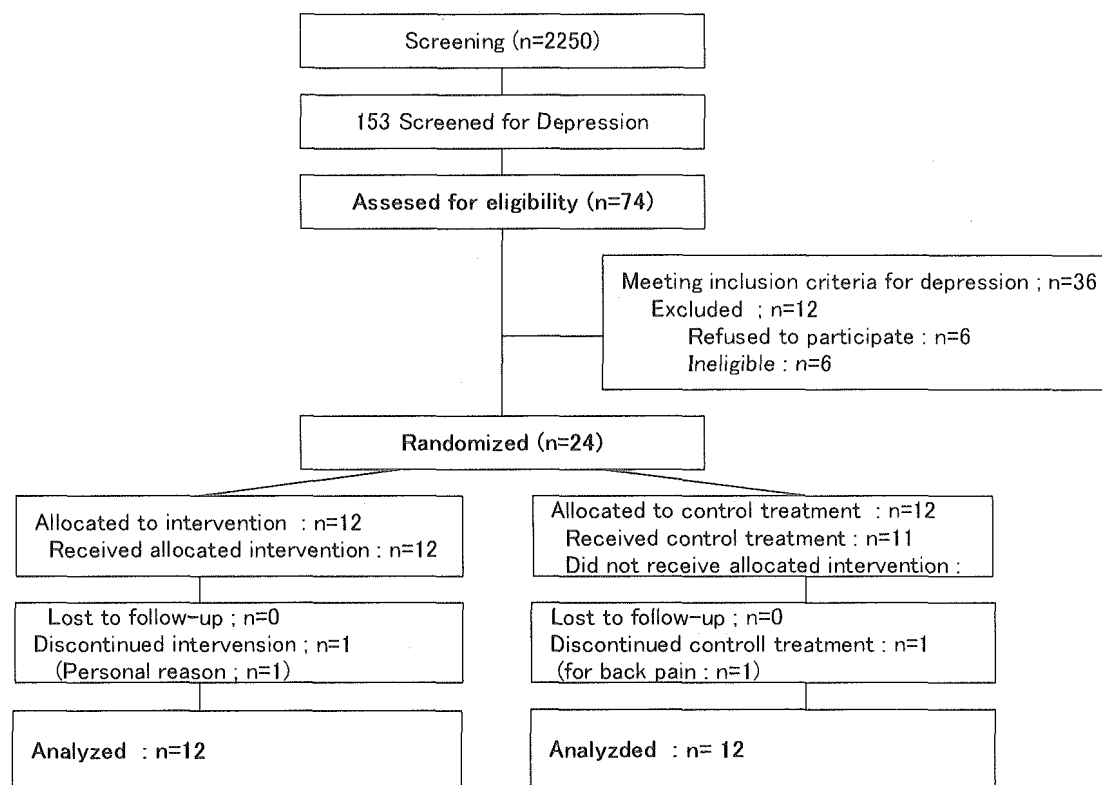 Screening (n=2250)
153 Screened for Depression
Assesed for eligibility (n=74)
Meeting inclusion criteria for depression ; n=36
Excluded ; n=12
Refused to participate : n=6
Ineligible : n=6
Randomized (n=24)
Allocated to intervention : n=12
Received allocated intervention : n=12
Allocated to control treatment : n=12
Received control treatment : n=11
Did not receive allocated intervention :
Lost to follow-up ; n=0
Discontinued intervension ; n=1
(Personal reason ; n=1)
Lost to follow-up ; n=0
Discontinued controll treatment : n=1
(for back pain : n=1)
Analyzed : n=12
Analyzded : n= 12